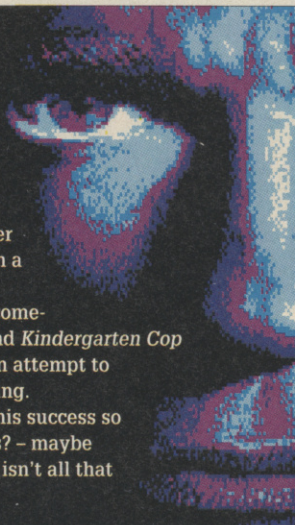 er
n a
ome-
nd Kindergarten Cop
n attempt to
ng.
his success so
s? – maybe
isn't all that